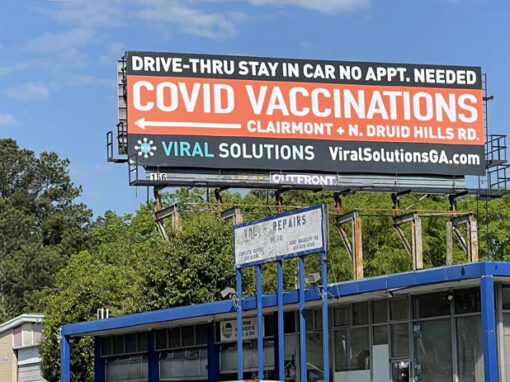 DRIVE-THRU STAY IN CAR NO APPT. NEEDED
COVID VACCINATIONS
CLAIRMONT + N. DRUID HILLS RD.
VIRAL SOLUTIONS ViralSolutionsGA.com
156 OUTFRONT
REPAIRS